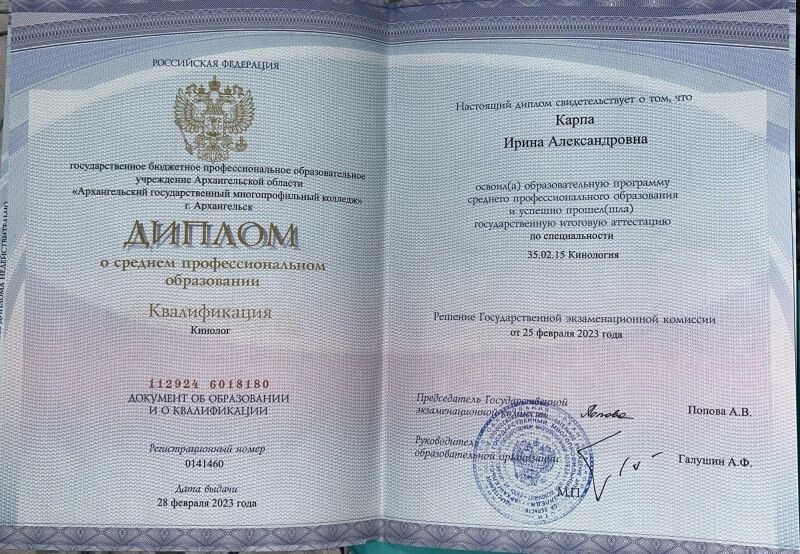 РОССИЙСКАЯ ФЕДЕРАЦИЯ
государственное бюджетное профессиональное образовательное
учреждение Архангельской области
«Архангельский государственный многопрофильный колледж»
г. Архангельск
ДИПЛОМ
о среднем профессиональном
образовании
Квалификация
Кинолог
112924 6018180
ДОКУМЕНТ ОБ ОБРАЗОВАНИИ
И О КВАЛИФИКАЦИИ
Регистрационный номер
0141460
Дата выдачи
28 февраля 2023 года
Настоящий диплом свидетельствует о том, что
Карпа
Ирина Александровна
освоил(а) образовательную программу
среднего профессионального образования
и успешно прошел(шла)
государственную итоговую аттестацию
по специальности
35.02.15 Кинология
Решение Государственной экзаменационной комиссии
от 25 февраля 2023 года
Председатель Государственной
экзаменационной комиссии
Попова
Попова А.В.
Руководитель
образовательной организации
Галушин А.Ф.
М.П.